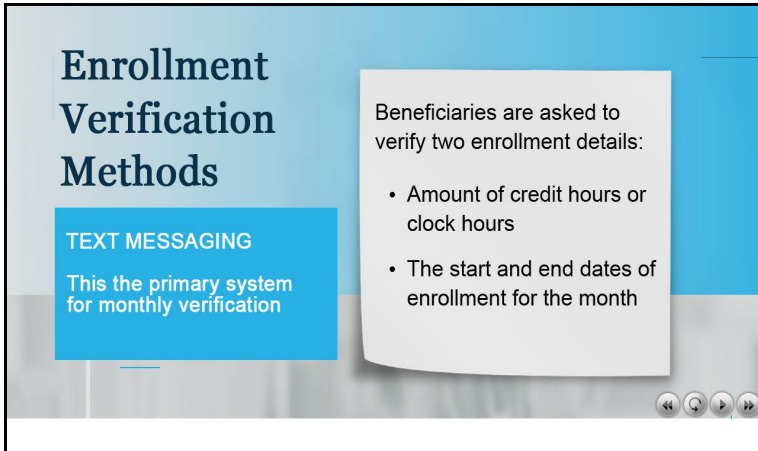 Enrollment
Verification
Methods
TEXT MESSAGING
This the primary system
for monthly verification
Beneficiaries are asked to
verify two enrollment details:
• Amount of credit hours or
clock hours
• The start and end dates of
enrollment for the month